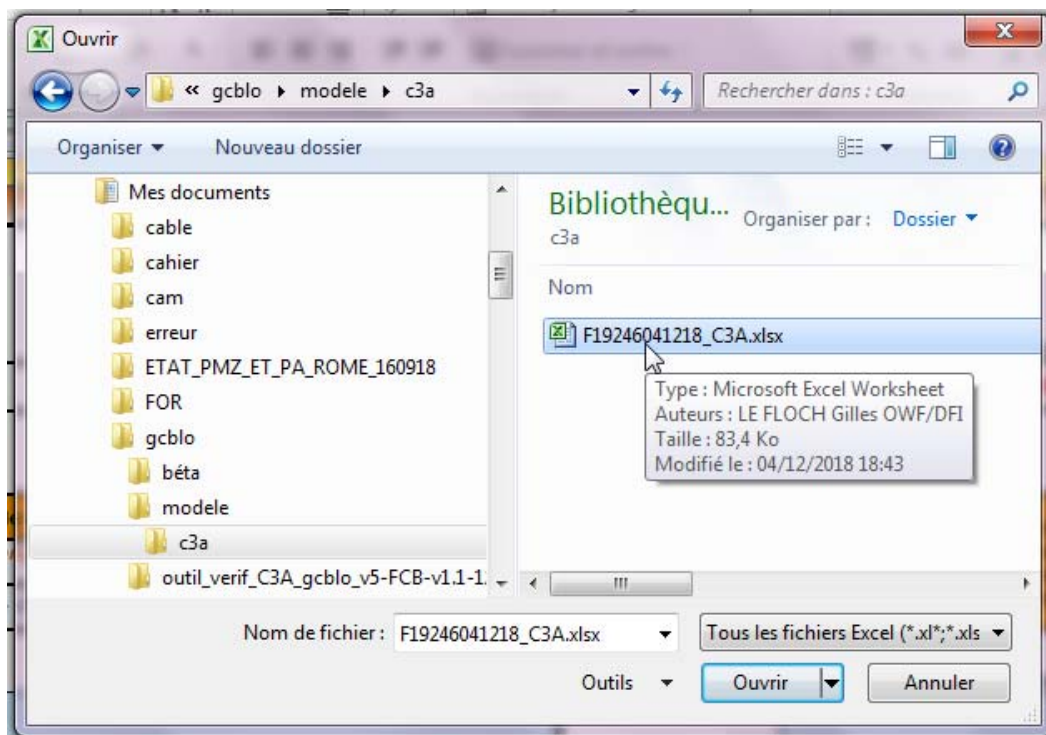 Ouvrir
« gcblo modele c3a
Rechercher dans : c3a
Organiser Nouveau dossier
Mes documents
cable
cahier
cam
erreur
ETAT_PMZ_ET_PA_ROME_160918
FOR
gcblo
béta
modele
c3a
outil_verif_C3A_gcblo_v5-FCB-v1.1-1
Bibliothèqu... Organiser par : Dossier
c3a
Nom
F19246041218_C3A.xlsx
Type : Microsoft Excel Worksheet
Auteurs : LE FLOCH Gilles OWF/DFI
Taille : 83,4 Ko
Modifié le : 04/12/2018 18:43
Nom de fichier : F19246041218_C3A.xlsx Tous les fichiers Excel (*.xl*;*.xls
Outils Ouvrir Annuler